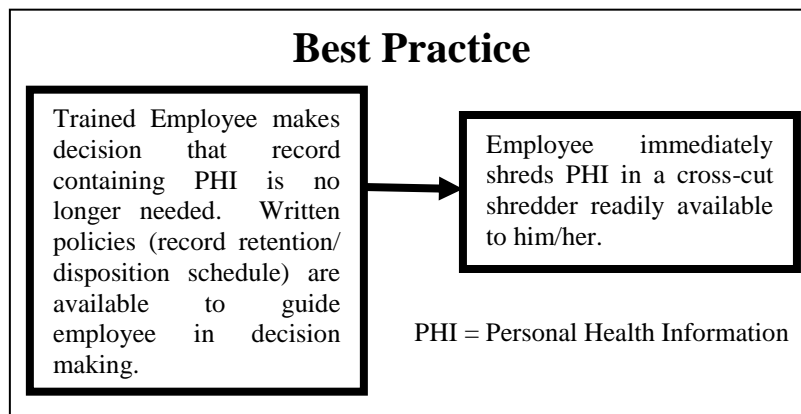 Best Practice
Trained Employee makes
decision that record
containing PHI is no
longer needed. Written
policies (record retention/
disposition schedule) are
available to guide
employee in decision
making.
Employee immediately
shreds PHI in a cross-cut
shredder readily available
to him/her.
PHI = Personal Health Information